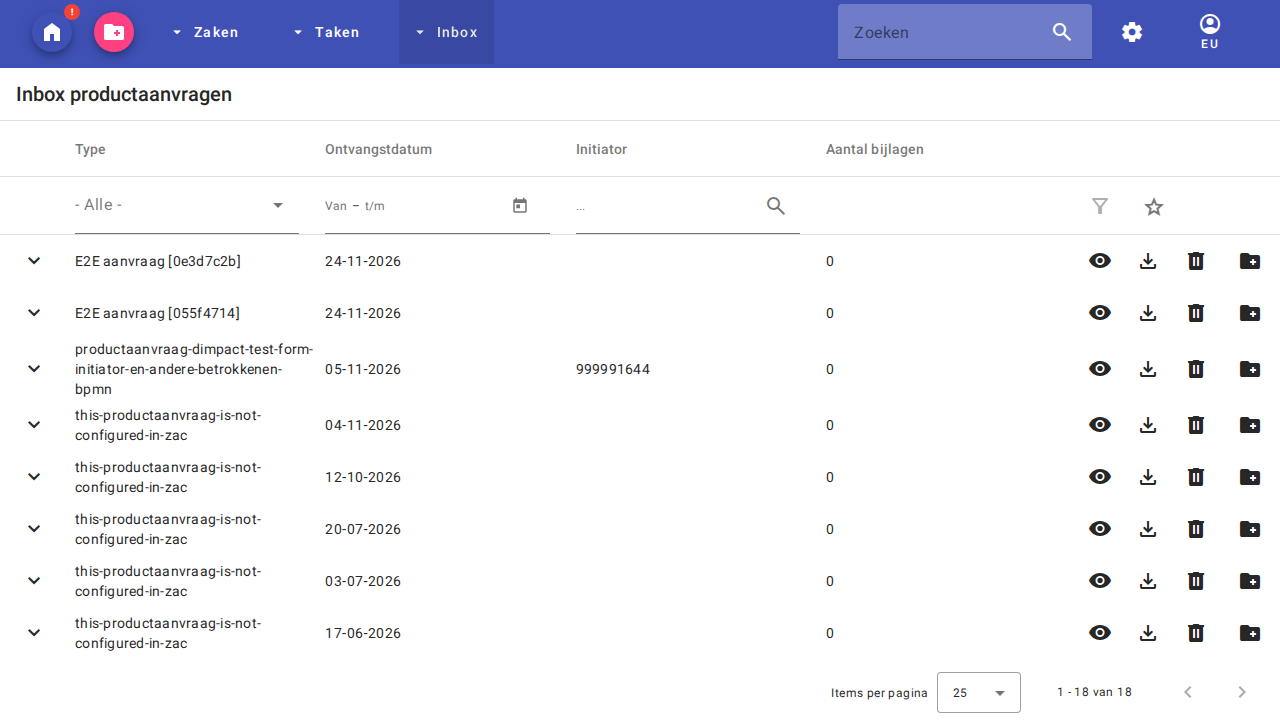 !
Zaken
Taken
Inbox
Zoeken
EU
Inbox productaanvragen
Type
Ontvangstdatum
Initiator
Aantal bijlagen
- Alle -
Van – t/m
...
E2E aanvraag [0e3d7c2b]
24-11-2026
0
E2E aanvraag [055f4714]
24-11-2026
0
productaanvraag-dimpact-test-form-
initiator-en-andere-betrokkenen-
bpmn
05-11-2026
999991644
0
this-productaanvraag-is-not-
configured-in-zac
04-11-2026
0
this-productaanvraag-is-not-
configured-in-zac
12-10-2026
0
this-productaanvraag-is-not-
configured-in-zac
20-07-2026
0
this-productaanvraag-is-not-
configured-in-zac
03-07-2026
0
this-productaanvraag-is-not-
configured-in-zac
17-06-2026
0
Items per pagina
25
1 - 18 van 18